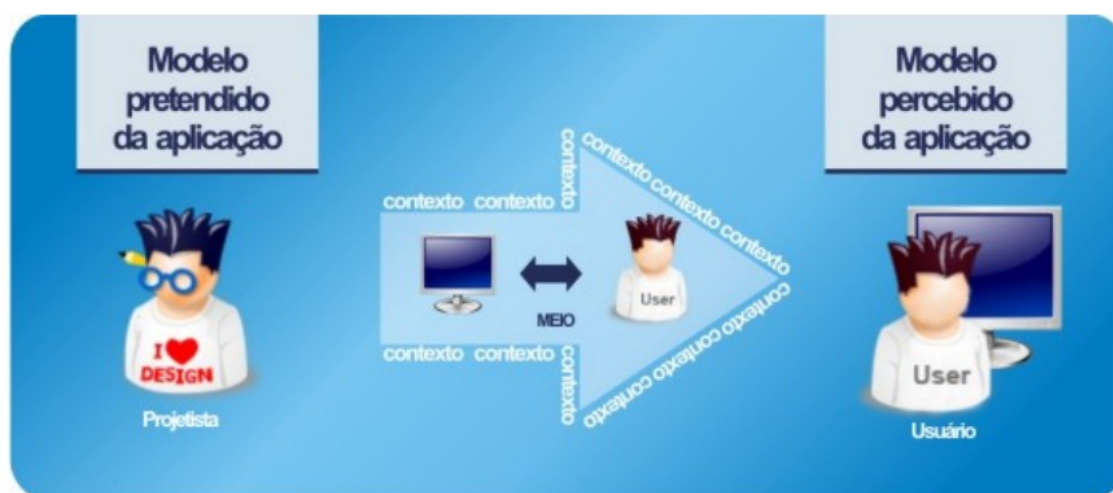 Modelo
pretendido
da aplicação
Modelo
percebido
da aplicação
contexto contexto
contexto
contexto contexto contexto
User
MEIO
contexto contexto
contexto
contexto contexto contexto contexto
I
DESIGN
Projetista
User
Usuário